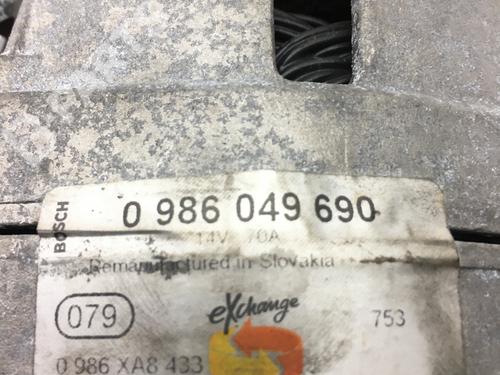 BOSCH
0 986 049 690
14V 70A
Remanufactured in Slovakia
079
eXchange
753
0 986 XA8 433